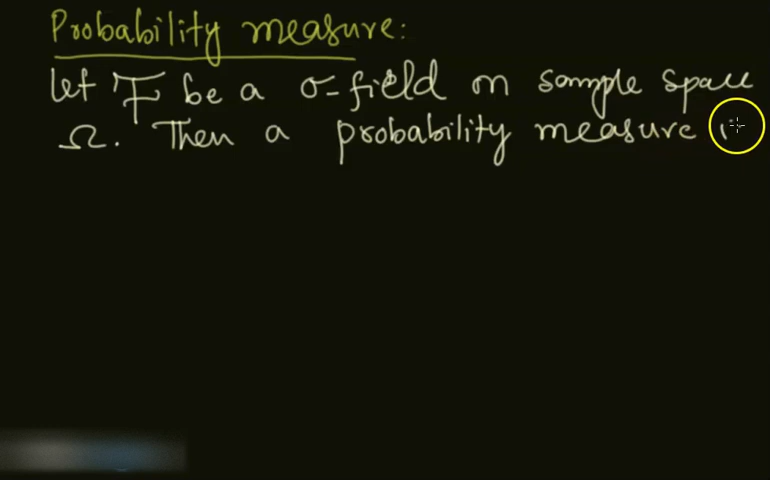 Probability measure:
Let F be a σ-field on sample space
Ω. Then a probability measure